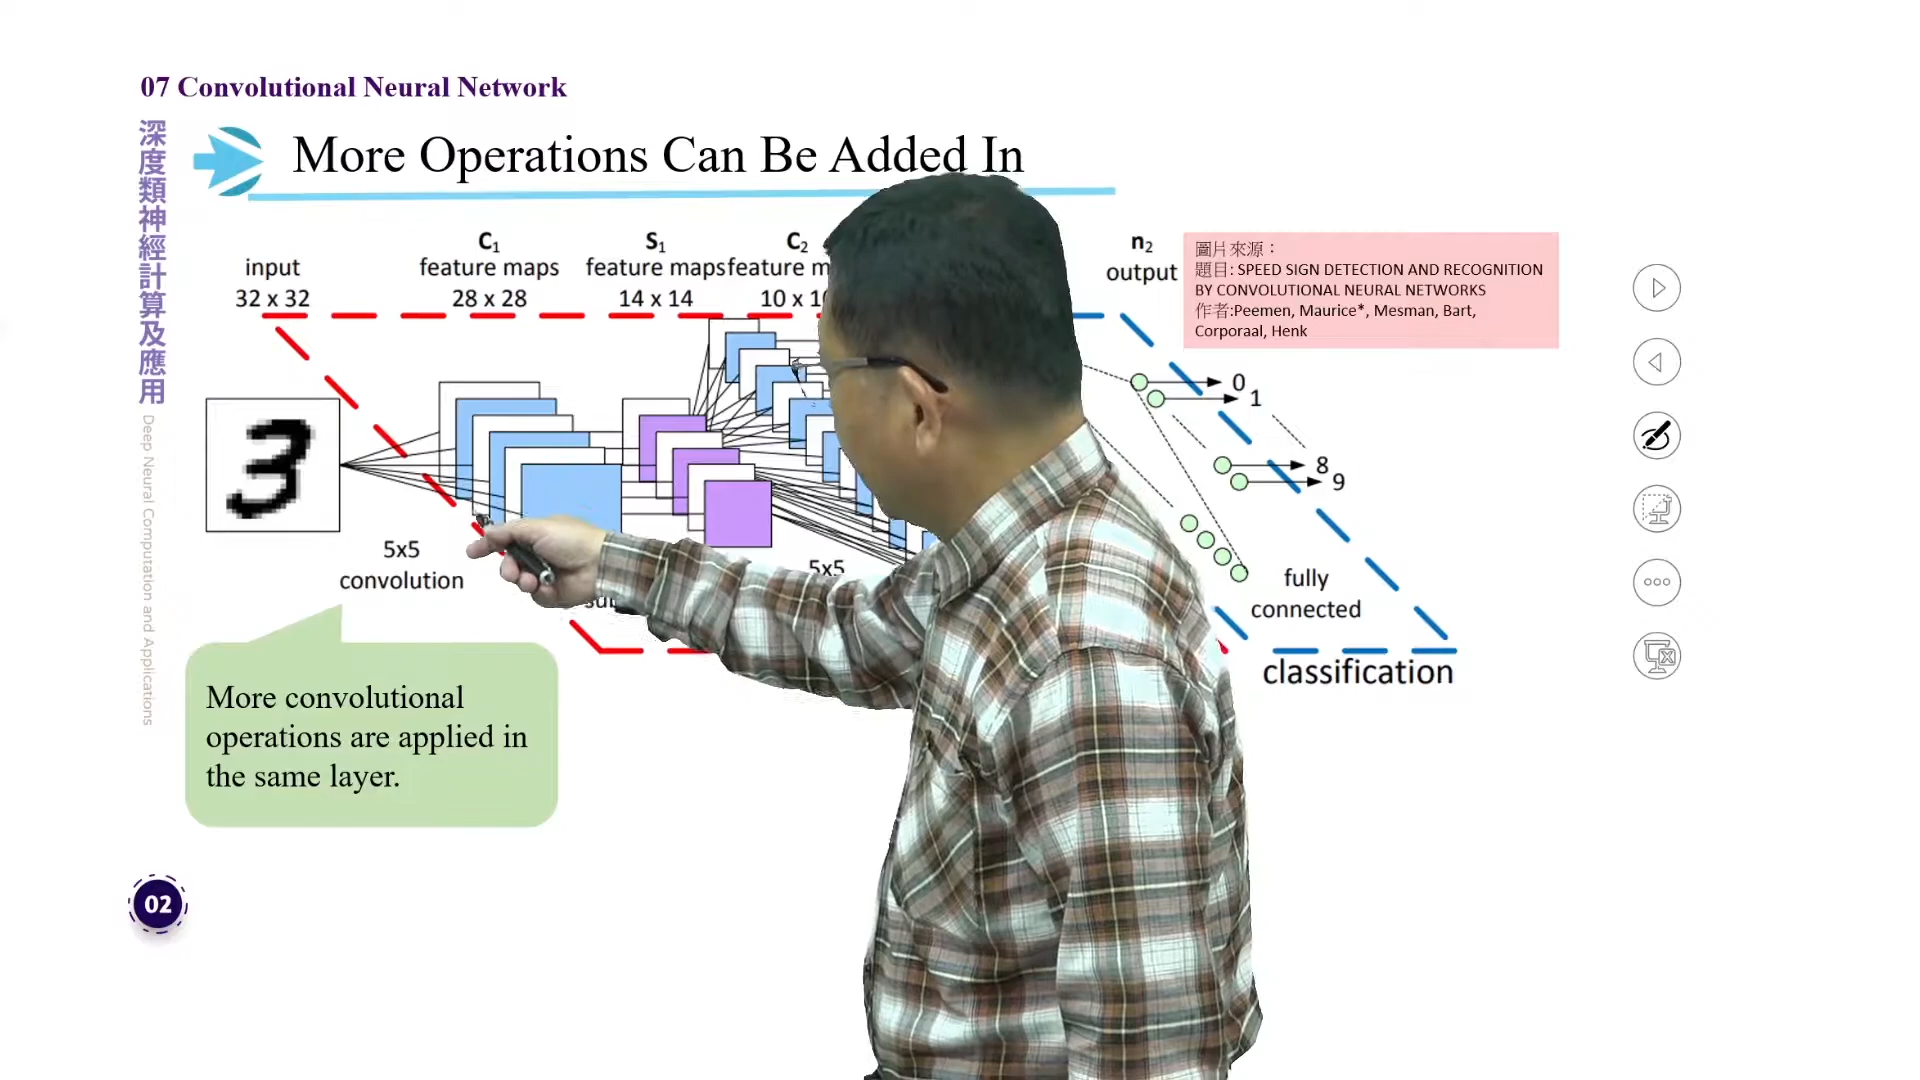 07 Convolutional Neural Network
深度類神經計算及應用
Deep Neural Computation and Applications
More Operations Can Be Added In
C1
feature maps
28 x 28
S1
feature maps
14 x 14
C2
feature m
10 x 10
n2
output
input
32 x 32
圖片來源：
題目: SPEED SIGN DETECTION AND RECOGNITION
BY CONVOLUTIONAL NEURAL NETWORKS
作者:Peemen, Maurice*, Mesman, Bart,
Corporaal, Henk
3
0
1
8
9
5x5
convolution
5x5
fully
connected
classification
More convolutional
operations are applied in
the same layer.
02